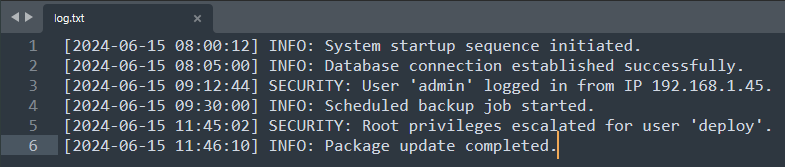 log.txt
1 [2024-06-15 08:00:12] INFO: System startup sequence initiated.
2 [2024-06-15 08:05:00] INFO: Database connection established successfully.
3 [2024-06-15 09:12:44] SECURITY: User 'admin' logged in from IP 192.168.1.45.
4 [2024-06-15 09:30:00] INFO: Scheduled backup job started.
5 [2024-06-15 11:45:02] SECURITY: Root privileges escalated for user 'deploy'.
6 [2024-06-15 11:46:10] INFO: Package update completed.